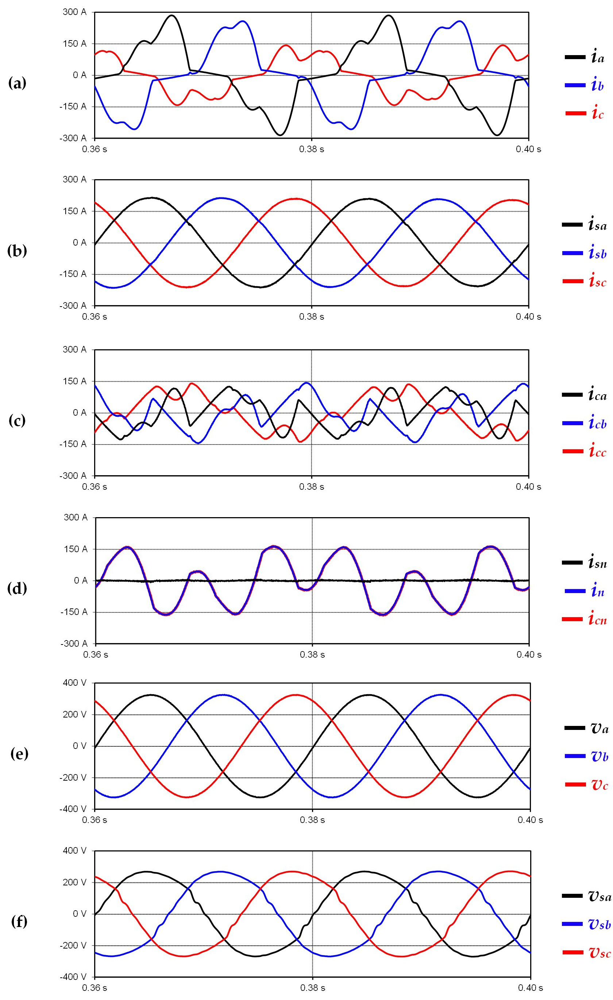 300 A
150 A
0 A
-150 A
-300 A
0.36 s 0.38 s 0.40 s
(a)
ia
ib
ic
300 A
150 A
0 A
-150 A
-300 A
0.36 s 0.38 s 0.40 s
(b)
isa
isb
isc
300 A
150 A
0 A
-150 A
-300 A
0.36 s 0.38 s 0.40 s
(c)
ica
icb
icc
300 A
150 A
0 A
-150 A
-300 A
0.36 s 0.38 s 0.40 s
(d)
isn
in
icn
400 V
200 V
0 V
-200 V
-400 V
0.36 s 0.38 s 0.40 s
(e)
va
vb
vc
400 V
200 V
0 V
-200 V
-400 V
0.36 s 0.38 s 0.40 s
(f)
vsa
vsb
vsc